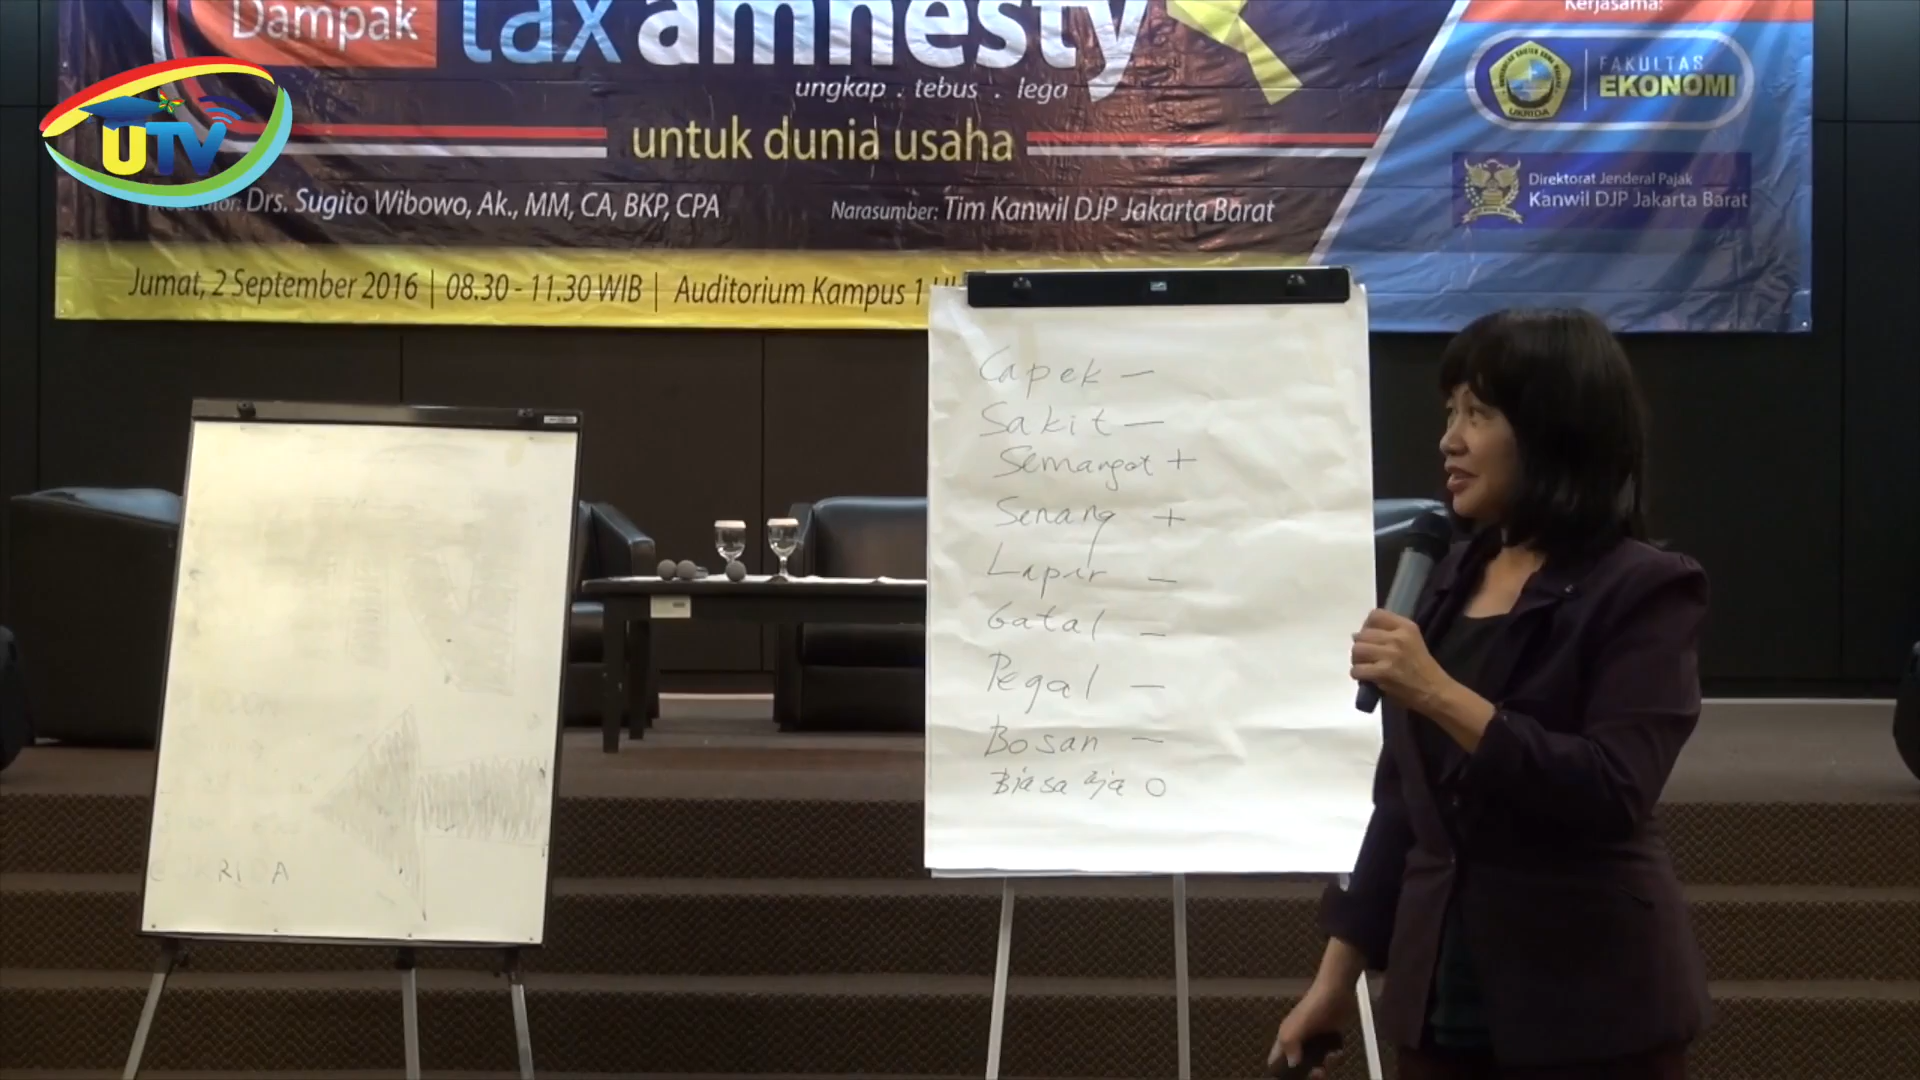 Dampak tax amnesty
ungkap . tebus . lega
untuk dunia usaha
Drs. Sugito Wibowo, Ak., MM, CA, BKP, CPA
Narasumber: Tim Kanwil DJP Jakarta Barat
Jumat, 2 September 2016 | 08.30 - 11.30 WIB | Auditorium Kampus 1
Kerjasama:
UKRIDA
FAKULTAS
EKONOMI
Direktorat Jenderal Pajak
Kanwil DJP Jakarta Barat
UTV
Capek -
Sakit -
Semangat +
Senang +
Lapar -
Gatal -
Pegal -
Bosan -
Biasa aja 0